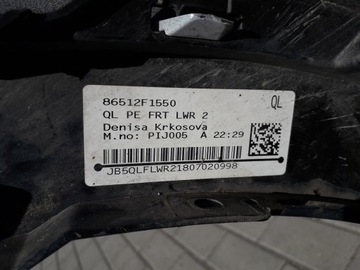 86512F1550 QL
QL PE FRT LWR 2
Denisa Krkosova
M.no: PIJ005 A 22:29
JB5QLFLWR21807020998